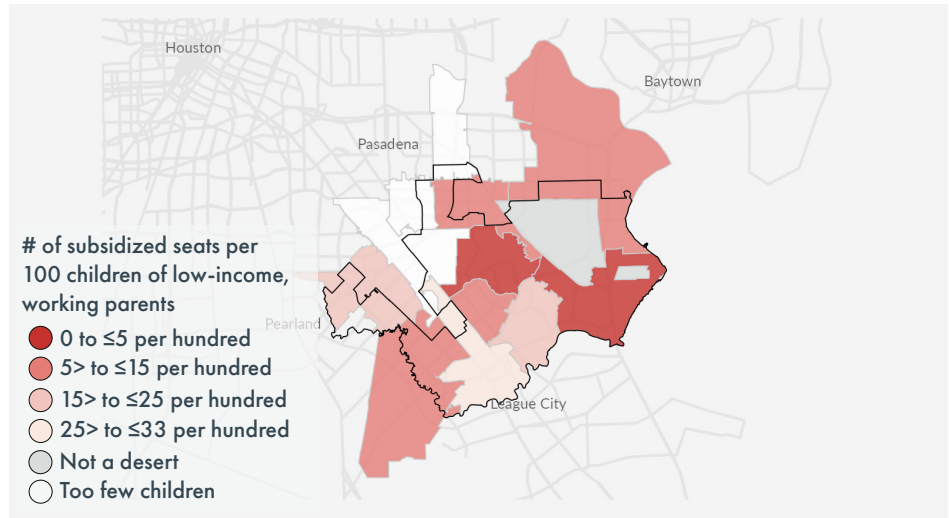 Houston
Baytown
Pasadena
# of subsidized seats per
100 children of low-income,
working parents
Pearland
0 to ≤5 per hundred
5> to ≤15 per hundred
15> to ≤25 per hundred
25> to ≤33 per hundred
League City
Not a desert
Too few children